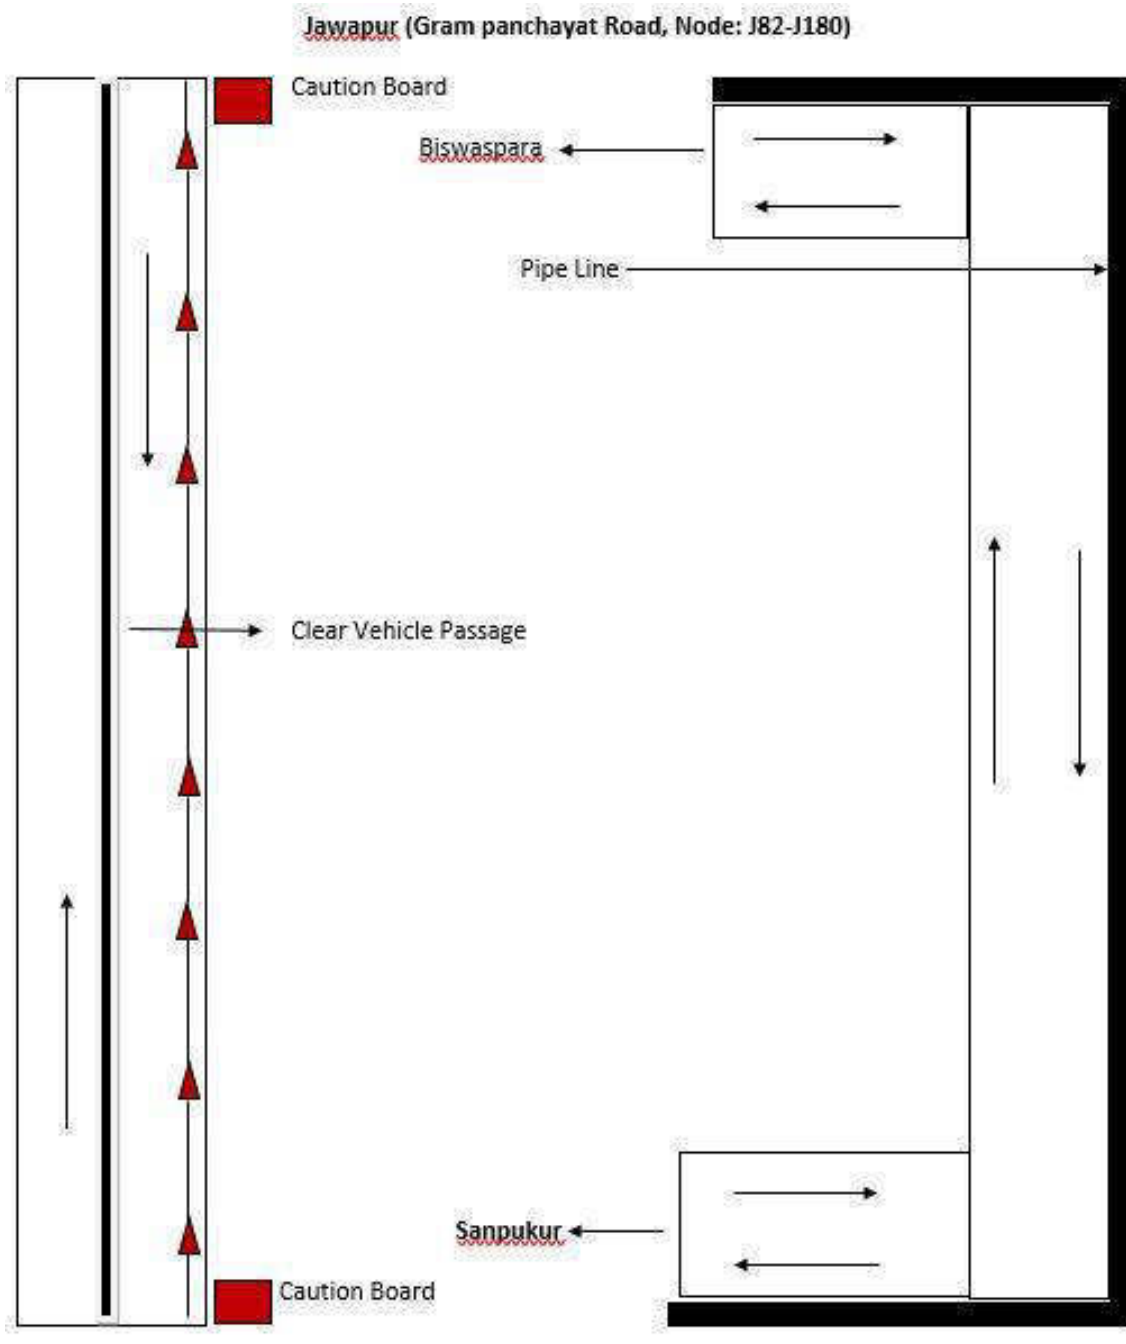 Jawapur (Gram panchayat Road, Node: J82-J180)
Caution Board
Biswaspara
Pipe Line
Clear Vehicle Passage
Sanpukur
Caution Board